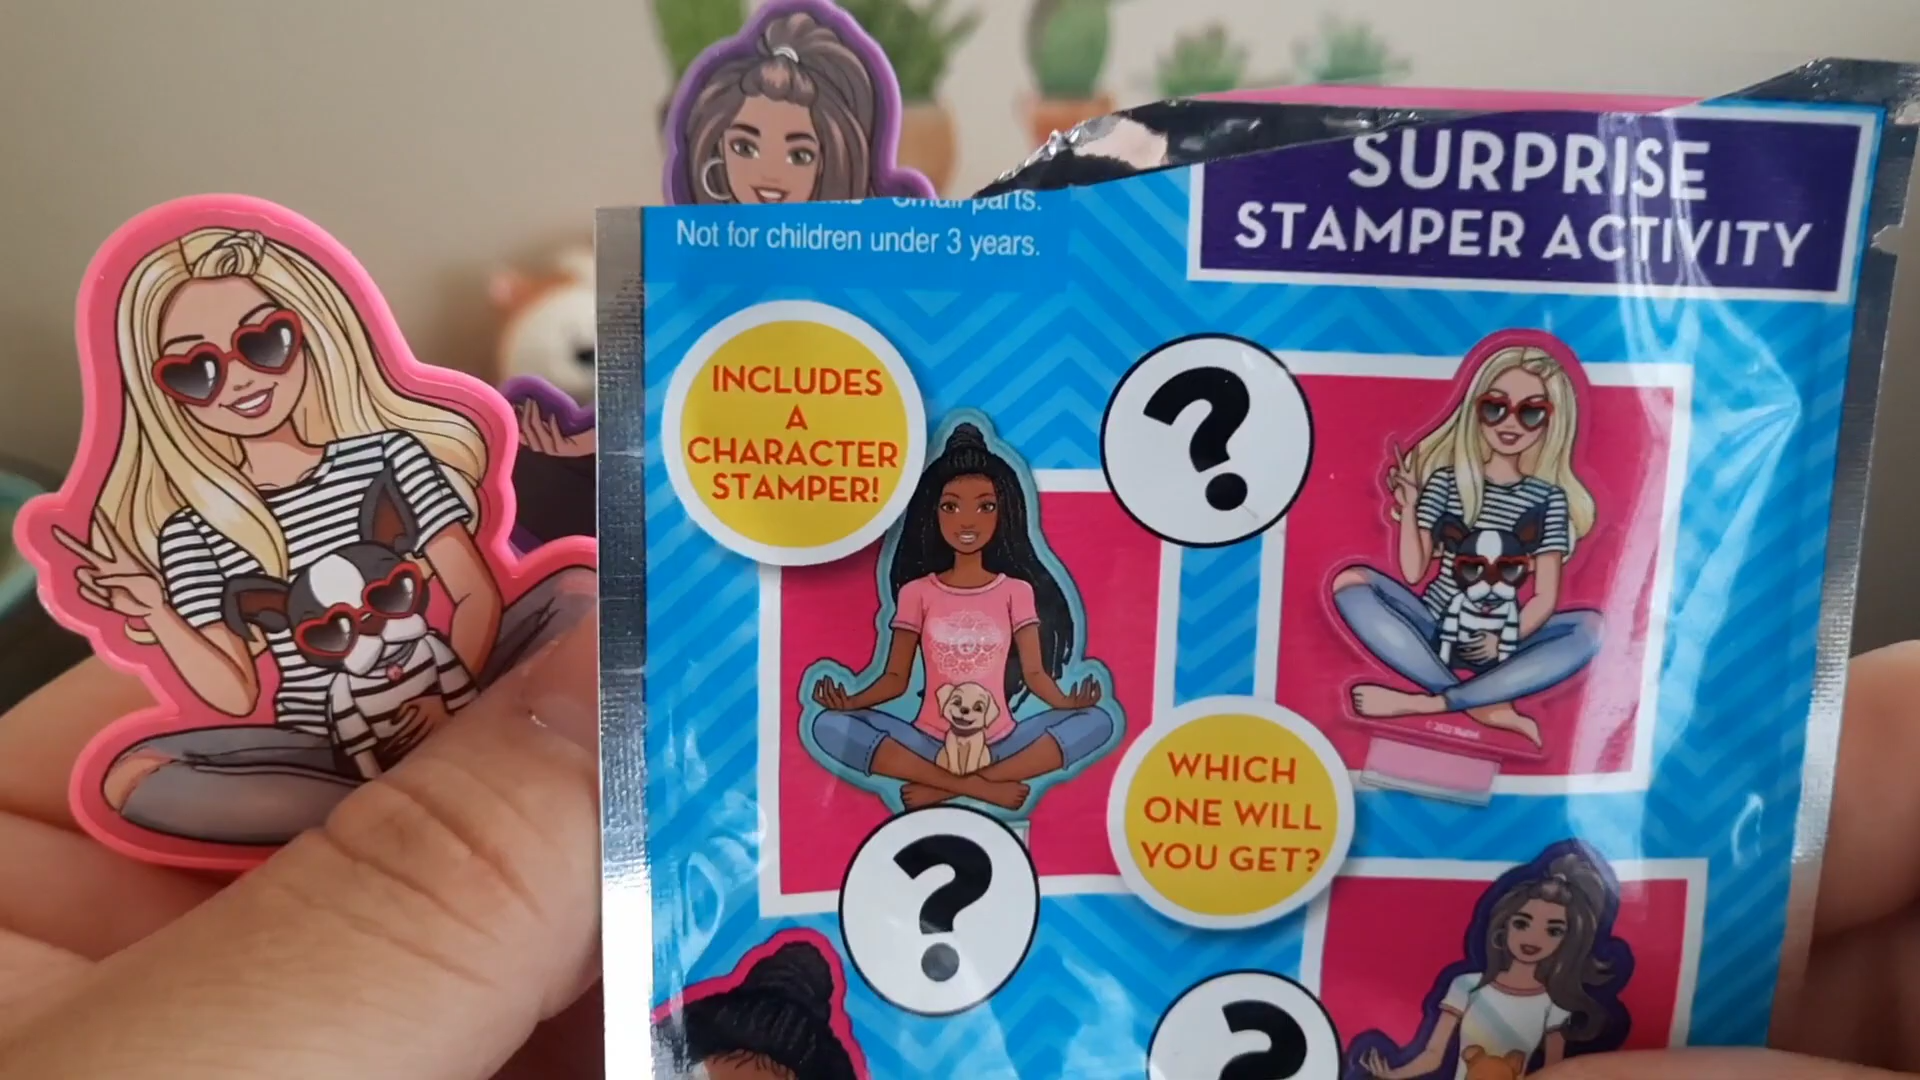 Small parts.
Not for children under 3 years.
SURPRISE
STAMPER ACTIVITY
INCLUDES
A
CHARACTER
STAMPER!
?
?
WHICH
ONE WILL
YOU GET?
?